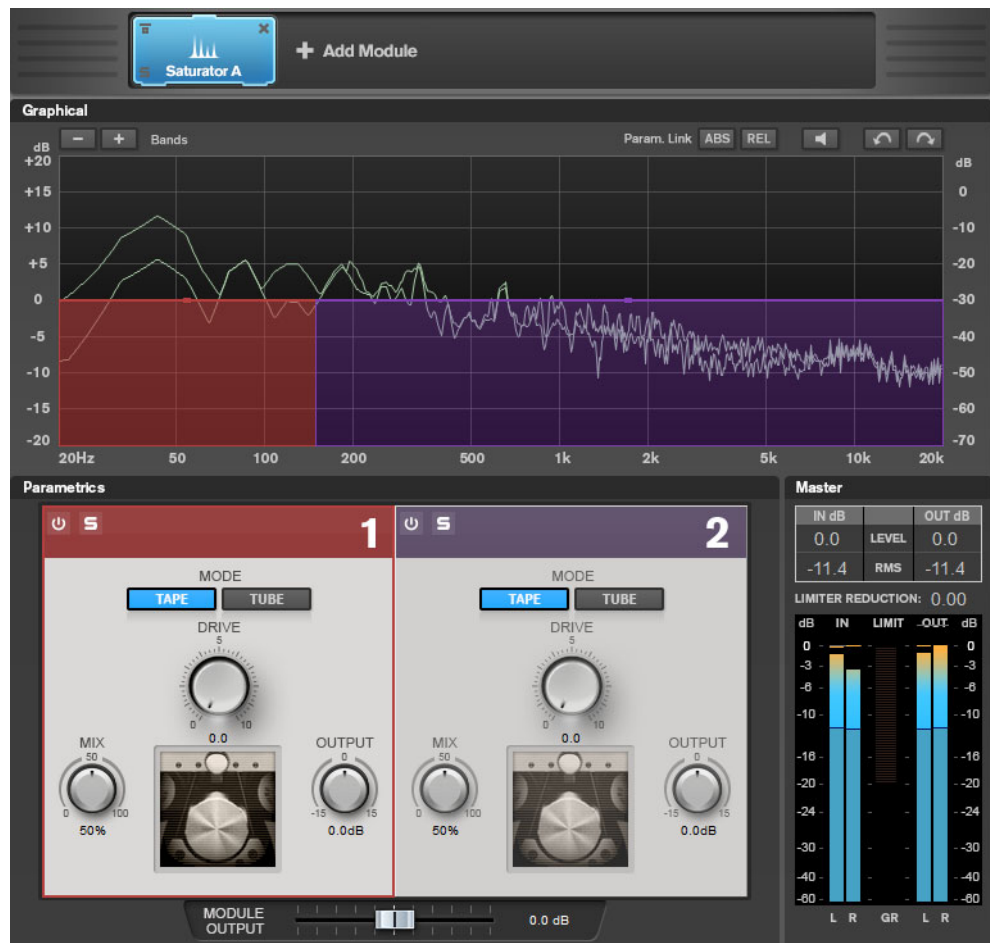 S
Saturator A
Add Module
Graphical
dB - + Bands Param. Link ABS REL
+20 dB
+15 0
+10 -10
+5 -20
0 -30
-5 -40
-10 -50
-15 -60
-20 -70
20Hz 50 100 200 500 1k 2k 5k 10k 20k
Parametrics Master
S 1 S 2
IN dB OUT dB
0.0 LEVEL 0.0
-11.4 RMS -11.4
LIMITER REDUCTION: 0.00
MODE MODE
TAPE TUBE TAPE TUBE
DRIVE DRIVE
5 5
0 10 0 10
0.0 0.0
MIX OUTPUT MIX OUTPUT
50 0 50 0
0 100 -15 15 0 100 -15 15
50% 0.0dB 50% 0.0dB
dB IN LIMIT OUT dB
0 0
-3 -3
-6 -6
-10 -10
-16 -16
-20 -20
-24 -24
-30 -30
-40 -40
-60 -60
L R GR L R
MODULE
OUTPUT 0.0 dB